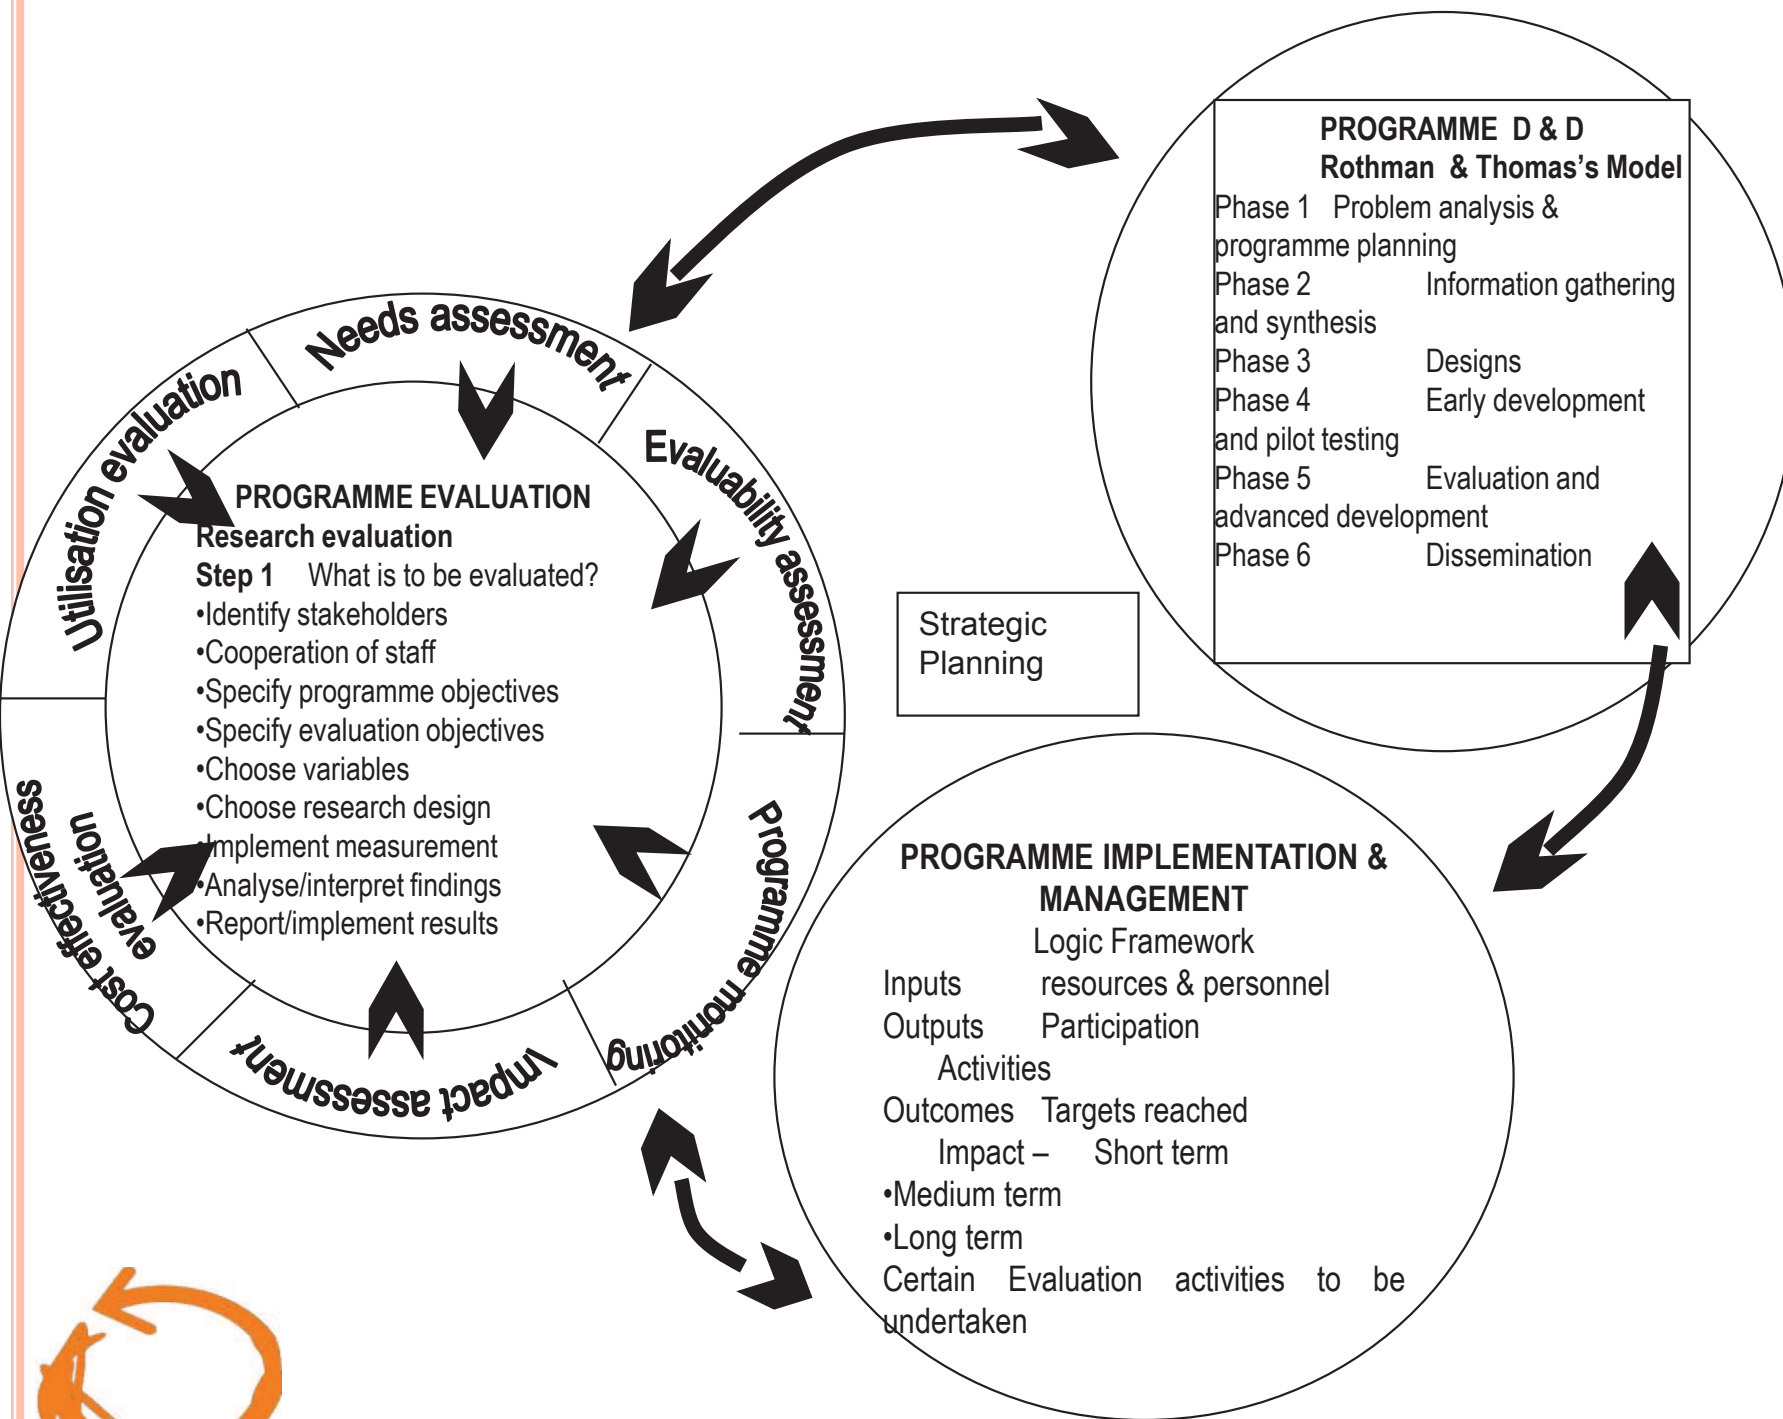 PROGRAMME D & D
Rothman & Thomas's Model
Phase 1 Problem analysis &
programme planning
Phase 2 Information gathering
and synthesis
Phase 3 Designs
Phase 4 Early development
and pilot testing
Phase 5 Evaluation and
advanced development
Phase 6 Dissemination
Needs assessment
Evaluability assessment
Programme monitoring
Impact assessment
Cost effectiveness
evaluation
Utilisation evaluation
PROGRAMME EVALUATION
Research evaluation
Step 1 What is to be evaluated?
•Identify stakeholders
•Cooperation of staff
•Specify programme objectives
•Specify evaluation objectives
•Choose variables
•Choose research design
•Implement measurement
•Analyse/interpret findings
•Report/implement results
Strategic
Planning
PROGRAMME IMPLEMENTATION &
MANAGEMENT
Logic Framework
Inputs resources & personnel
Outputs Participation
Activities
Outcomes Targets reached
Impact – Short term
•Medium term
•Long term
Certain Evaluation activities to be
undertaken